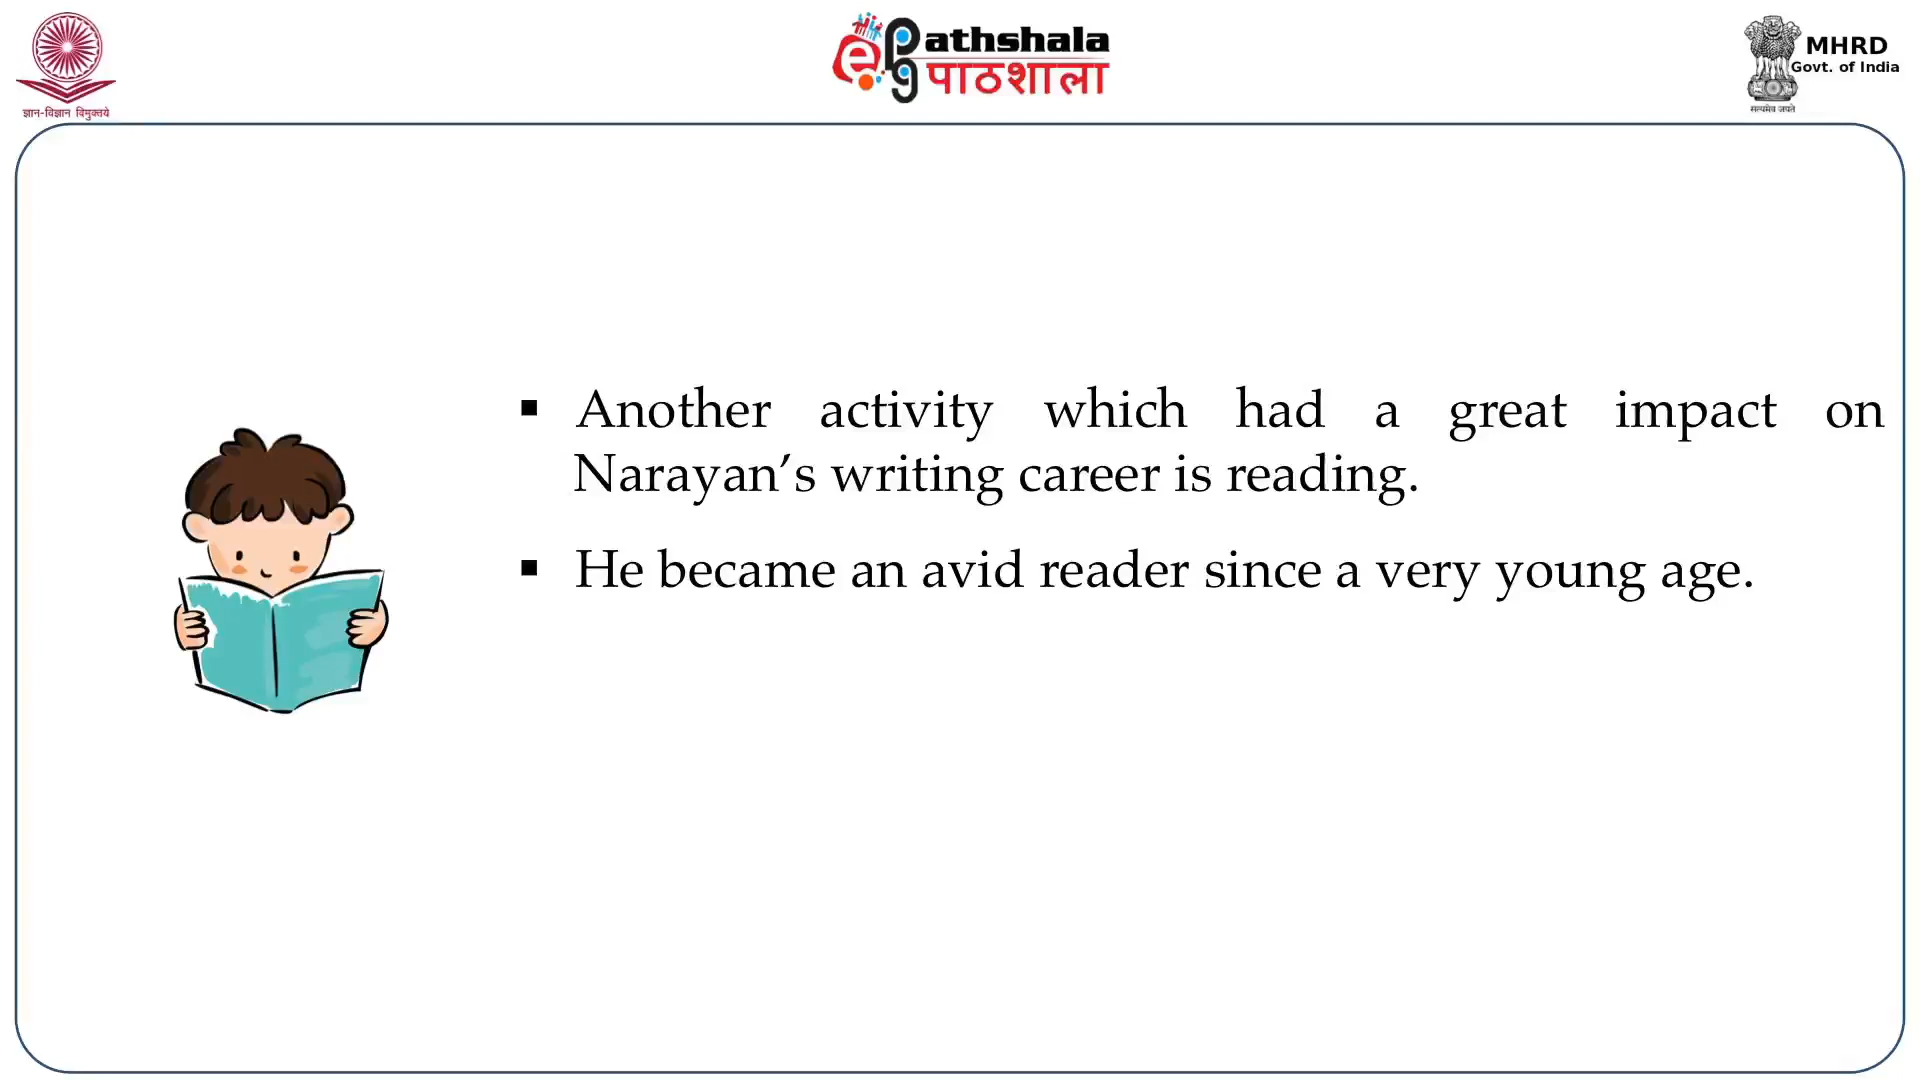 ज्ञान-विज्ञान विमुक्तये
e Pathshala
पाठशाला
MHRD
Govt. of India
सत्यमेव जयते
▪ Another activity which had a great impact on
Narayan’s writing career is reading.
▪ He became an avid reader since a very young age.